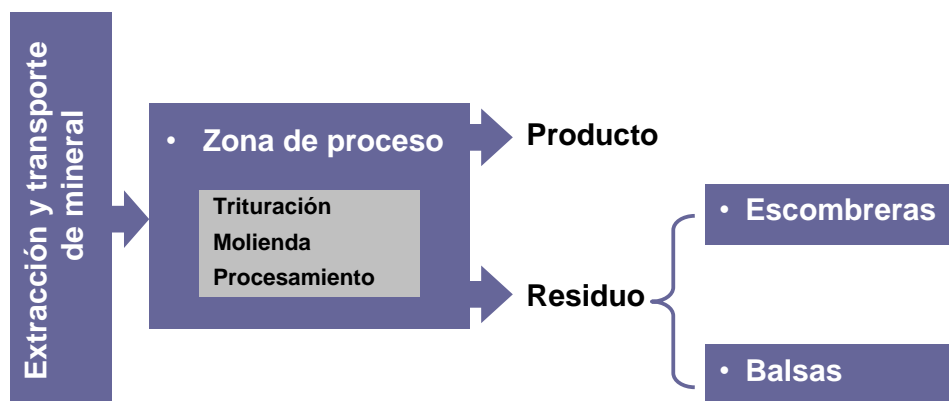 Extracción y transporte
de mineral
• Zona de proceso
Trituración
Molienda
Procesamiento
Producto
Residuo
• Escombreras
• Balsas